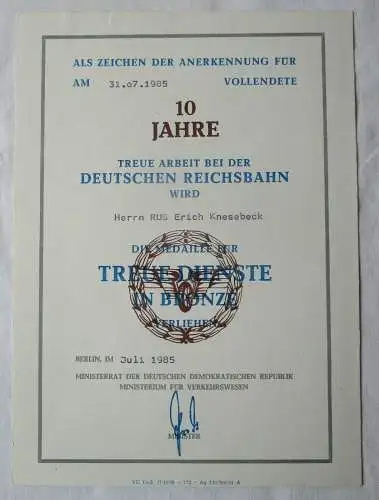 ALS ZEICHEN DER ANERKENNUNG FÜR
AM 31.o7.1985 VOLLENDETE
10
JAHRE
TREUE ARBEIT BEI DER
DEUTSCHEN REICHSBAHN
WIRD
Herrn RUS Erich Knesebeck
DIE MEDAILLE FÜR
TREUE DIENSTE
IN BRONZE
VERLIEHEN
BERLIN, IM Juli 1985
MINISTERRAT DER DEUTSCHEN DEMOKRATISCHEN REPUBLIK
MINISTERIUM FÜR VERKEHRSWESEN
MINISTER